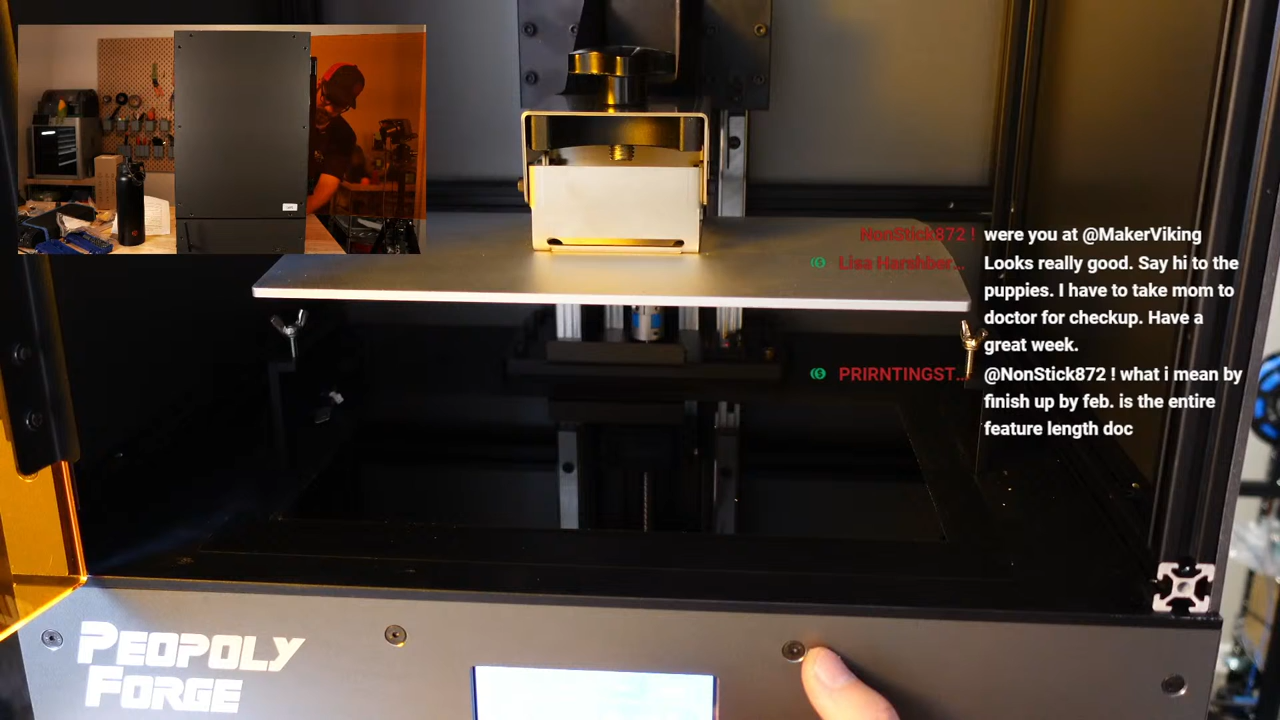 NonStick872 ! were you at @MakerViking
Lisa Harshbar... Looks really good. Say hi to the
puppies. I have to take mom to
doctor for checkup. Have a
great week.
PRIRNTINGST... @NonStick872 ! what i mean by
finish up by feb. is the entire
feature length doc
PEOPOLY
FORGE